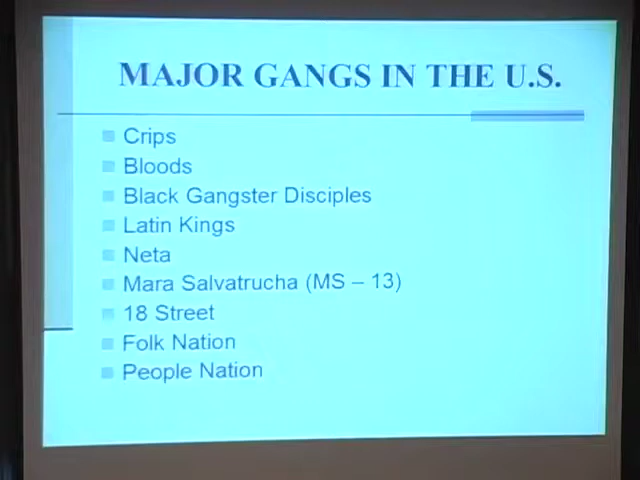 MAJOR GANGS IN THE U.S.
Crips
Bloods
Black Gangster Disciples
Latin Kings
Neta
Mara Salvatrucha (MS – 13)
18 Street
Folk Nation
People Nation